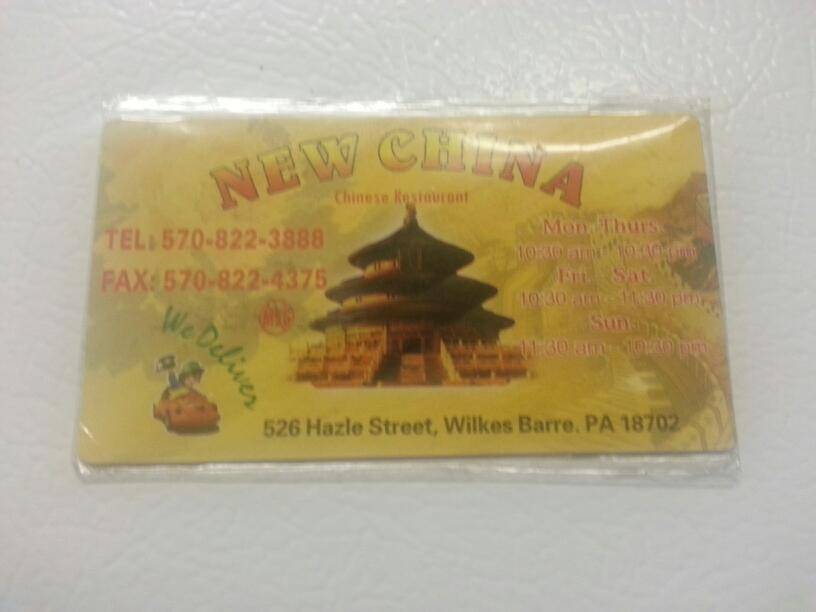 NEW CHINA
Chinese Restaurant
TEL: 570-822-3888
FAX: 570-822-4375
We Deliver
Mon. Thurs.
10:30 am - 10:30 pm
Fri. Sat.
10:30 am - 11:30 pm
Sun.
11:30 am - 10:30 pm
526 Hazle Street, Wilkes Barre. PA 18702